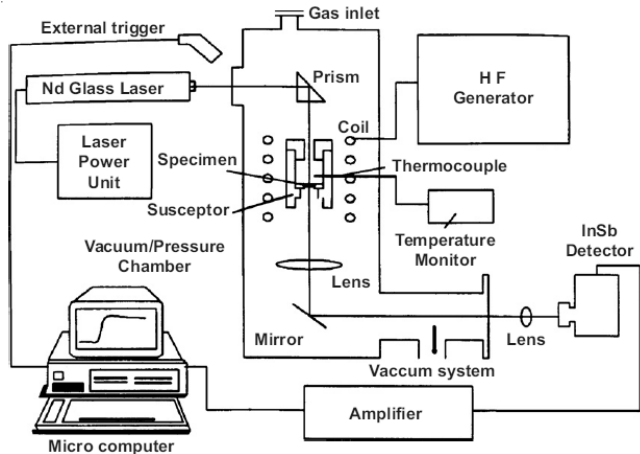 Gas inlet
External trigger
Prism
Nd Glass Laser
H F
Generator
Coil
Laser
Power
Unit
Specimen
Thermocouple
Susceptor
InSb
Detector
Temperature
Monitor
Vacuum/Pressure
Chamber
Lens
Mirror
Lens
Vaccum system
Amplifier
Micro computer